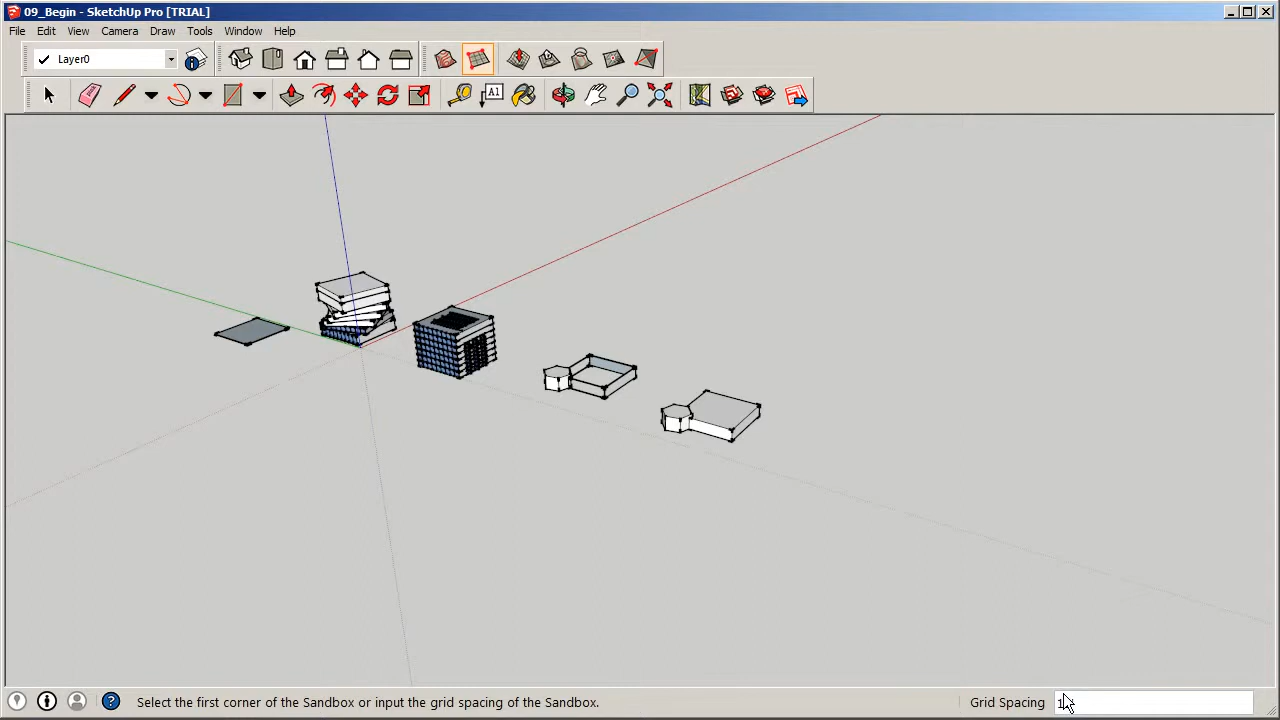 09_Begin - SketchUp Pro [TRIAL]
File Edit View Camera Draw Tools Window Help
Layer0
A1
Select the first corner of the Sandbox or input the grid spacing of the Sandbox. Grid Spacing